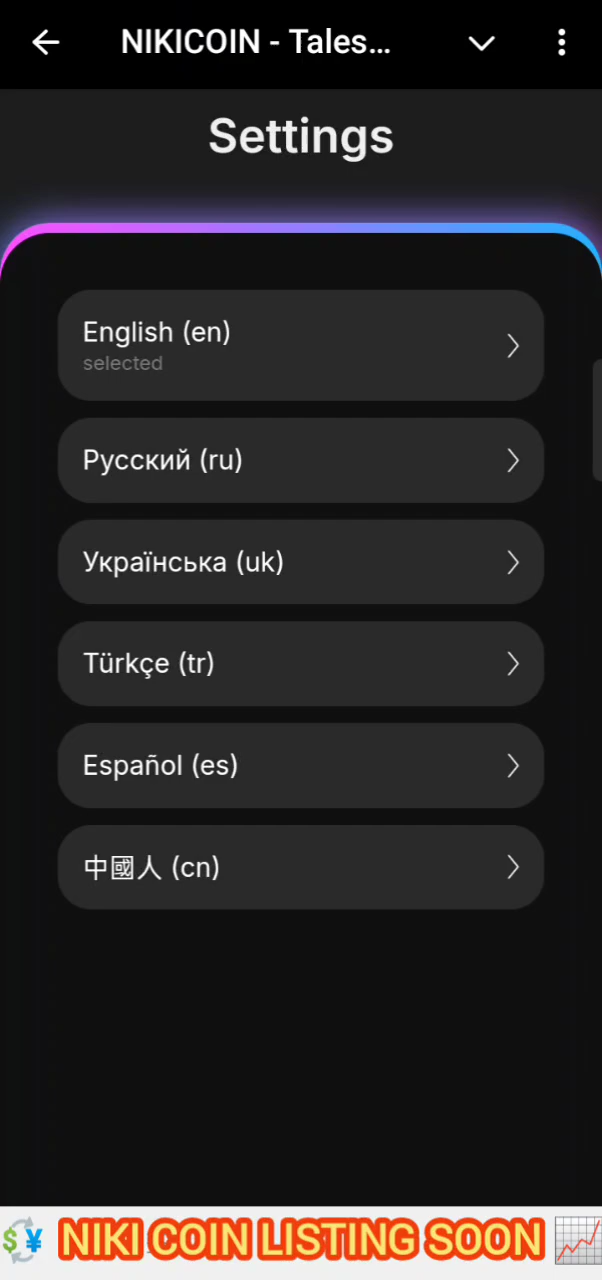 NIKICOIN - Tales...
Settings
English (en)
selected
Русский (ru)
Українська (uk)
Türkçe (tr)
Español (es)
中國人 (cn)
NIKI COIN LISTING SOON